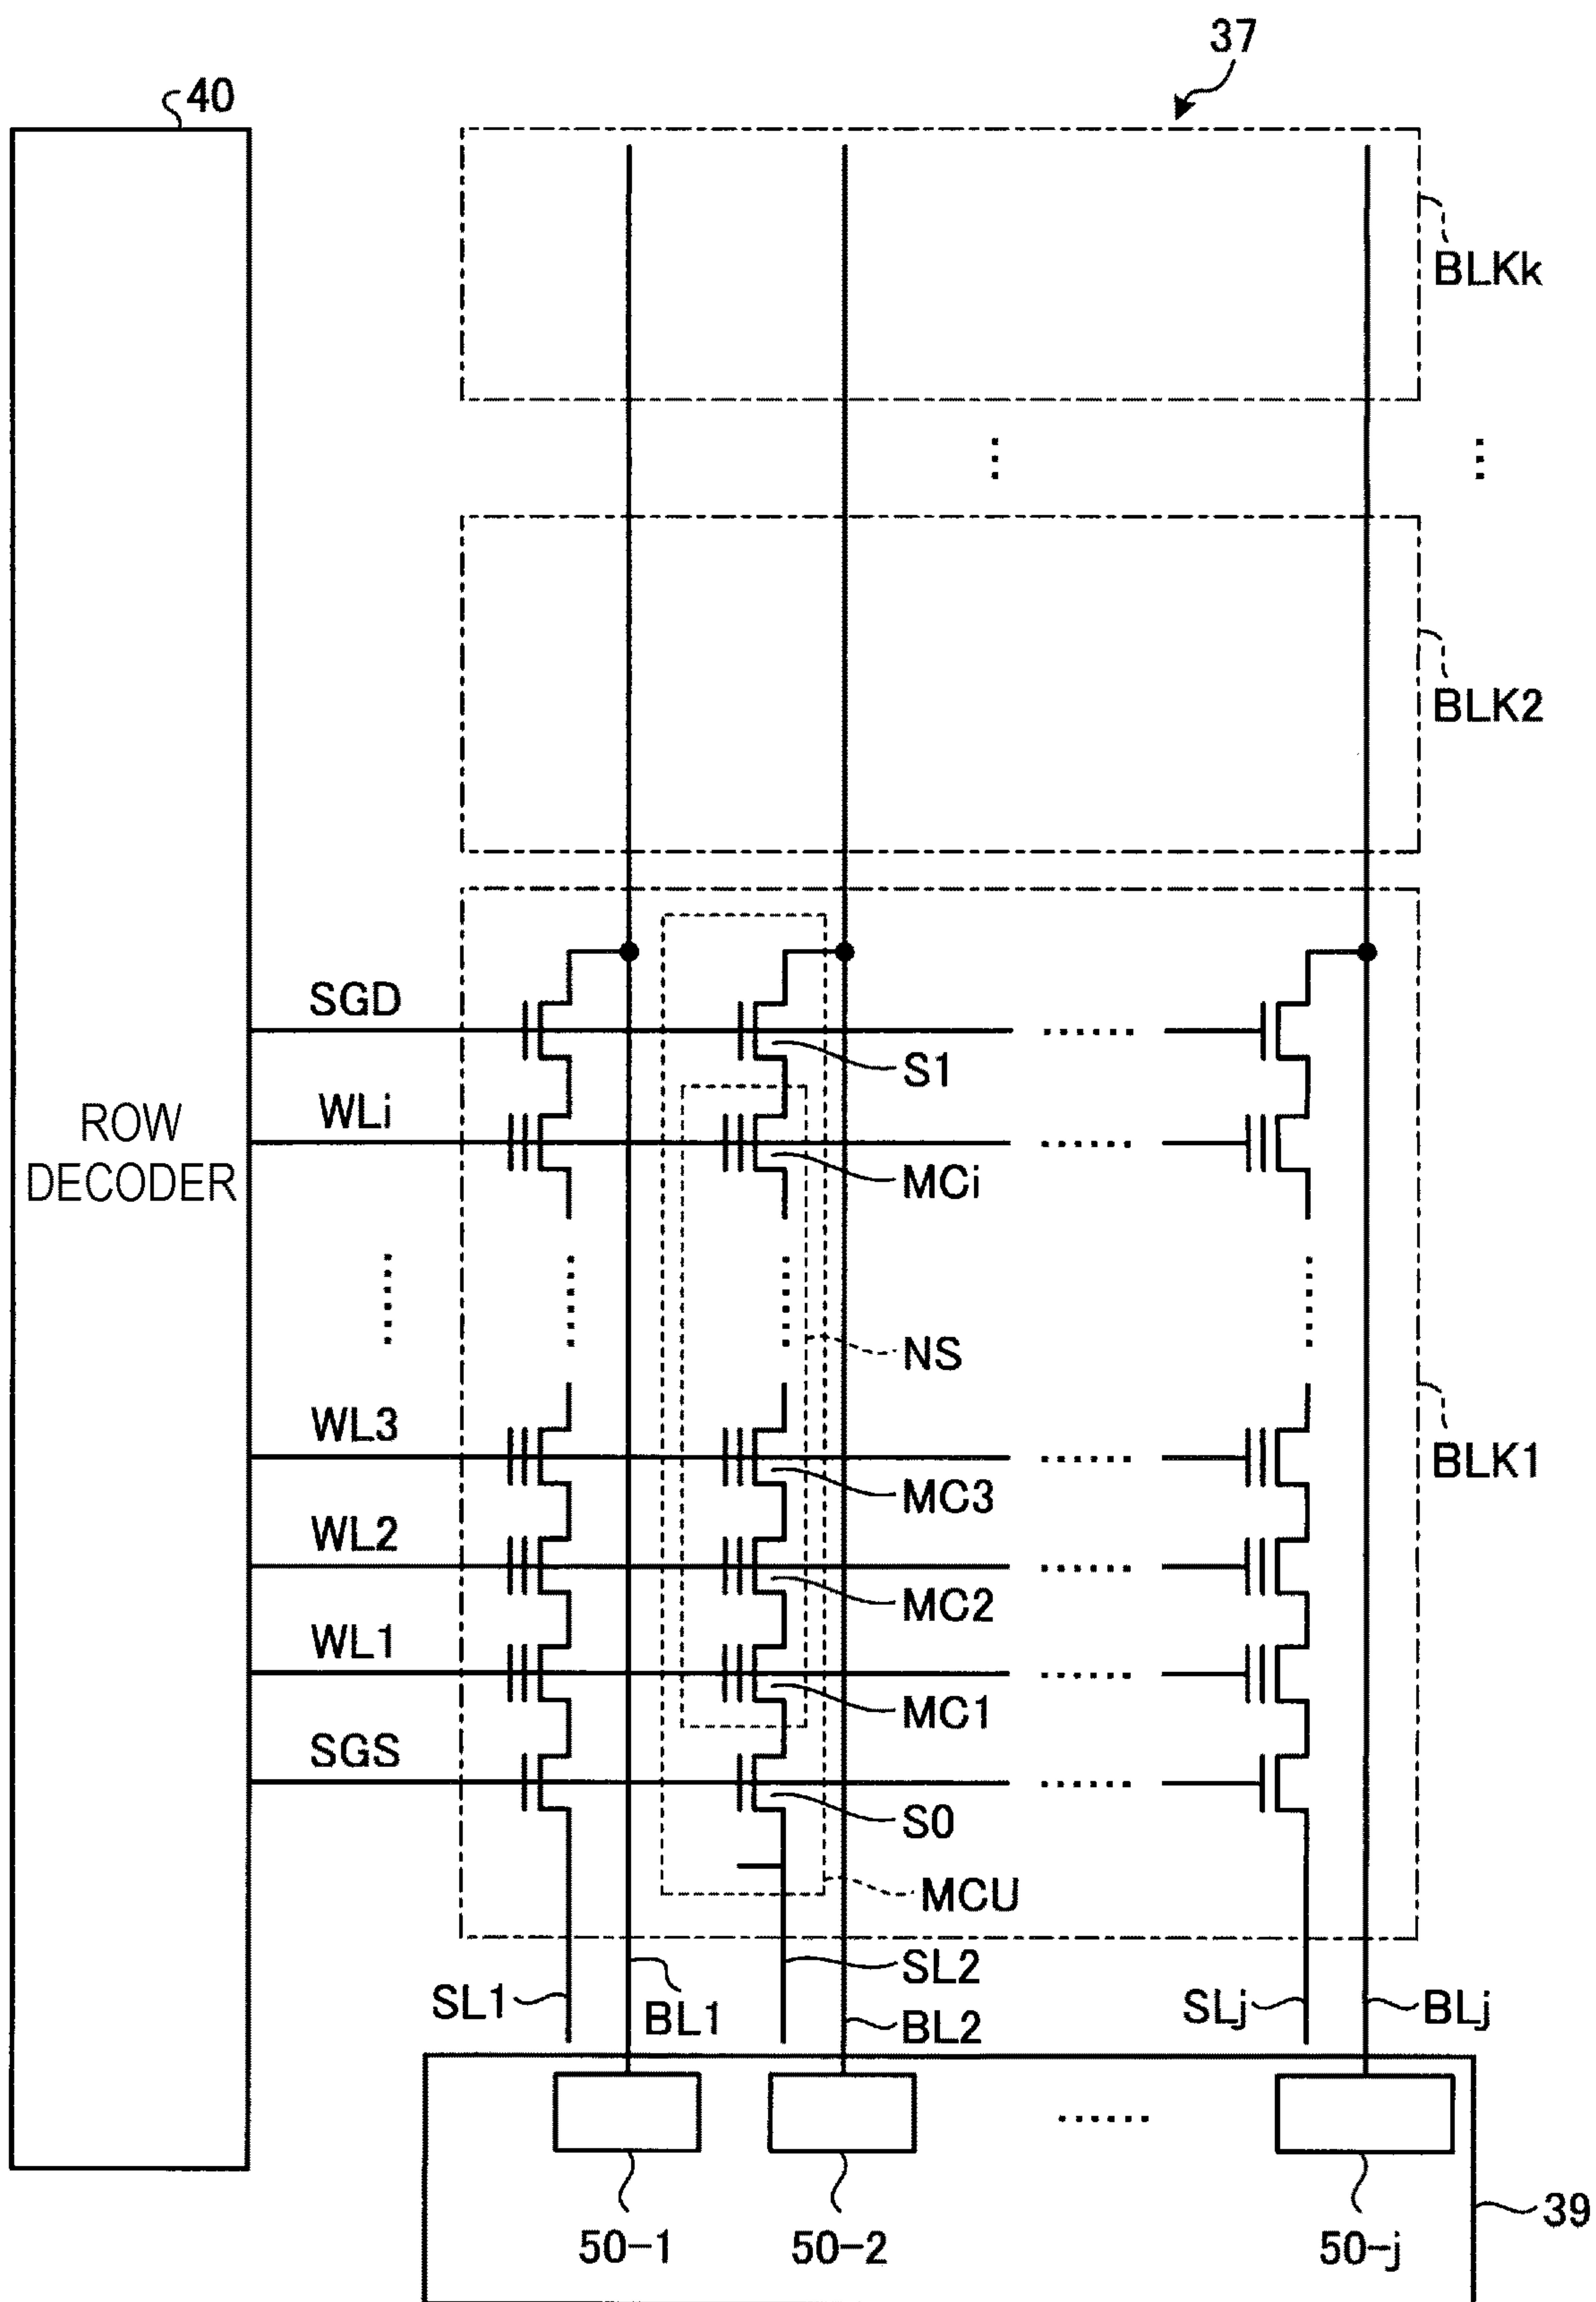 37
40
BLKk
BLK2
SGD
S1
WLi
MCi
ROW
DECODER
NS
WL3
MC3
BLK1
WL2
MC2
WL1
MC1
SGS
S0
MCU
SL1
BL1
SL2
BL2
SLj
BLj
50-1
50-2
50-j
39